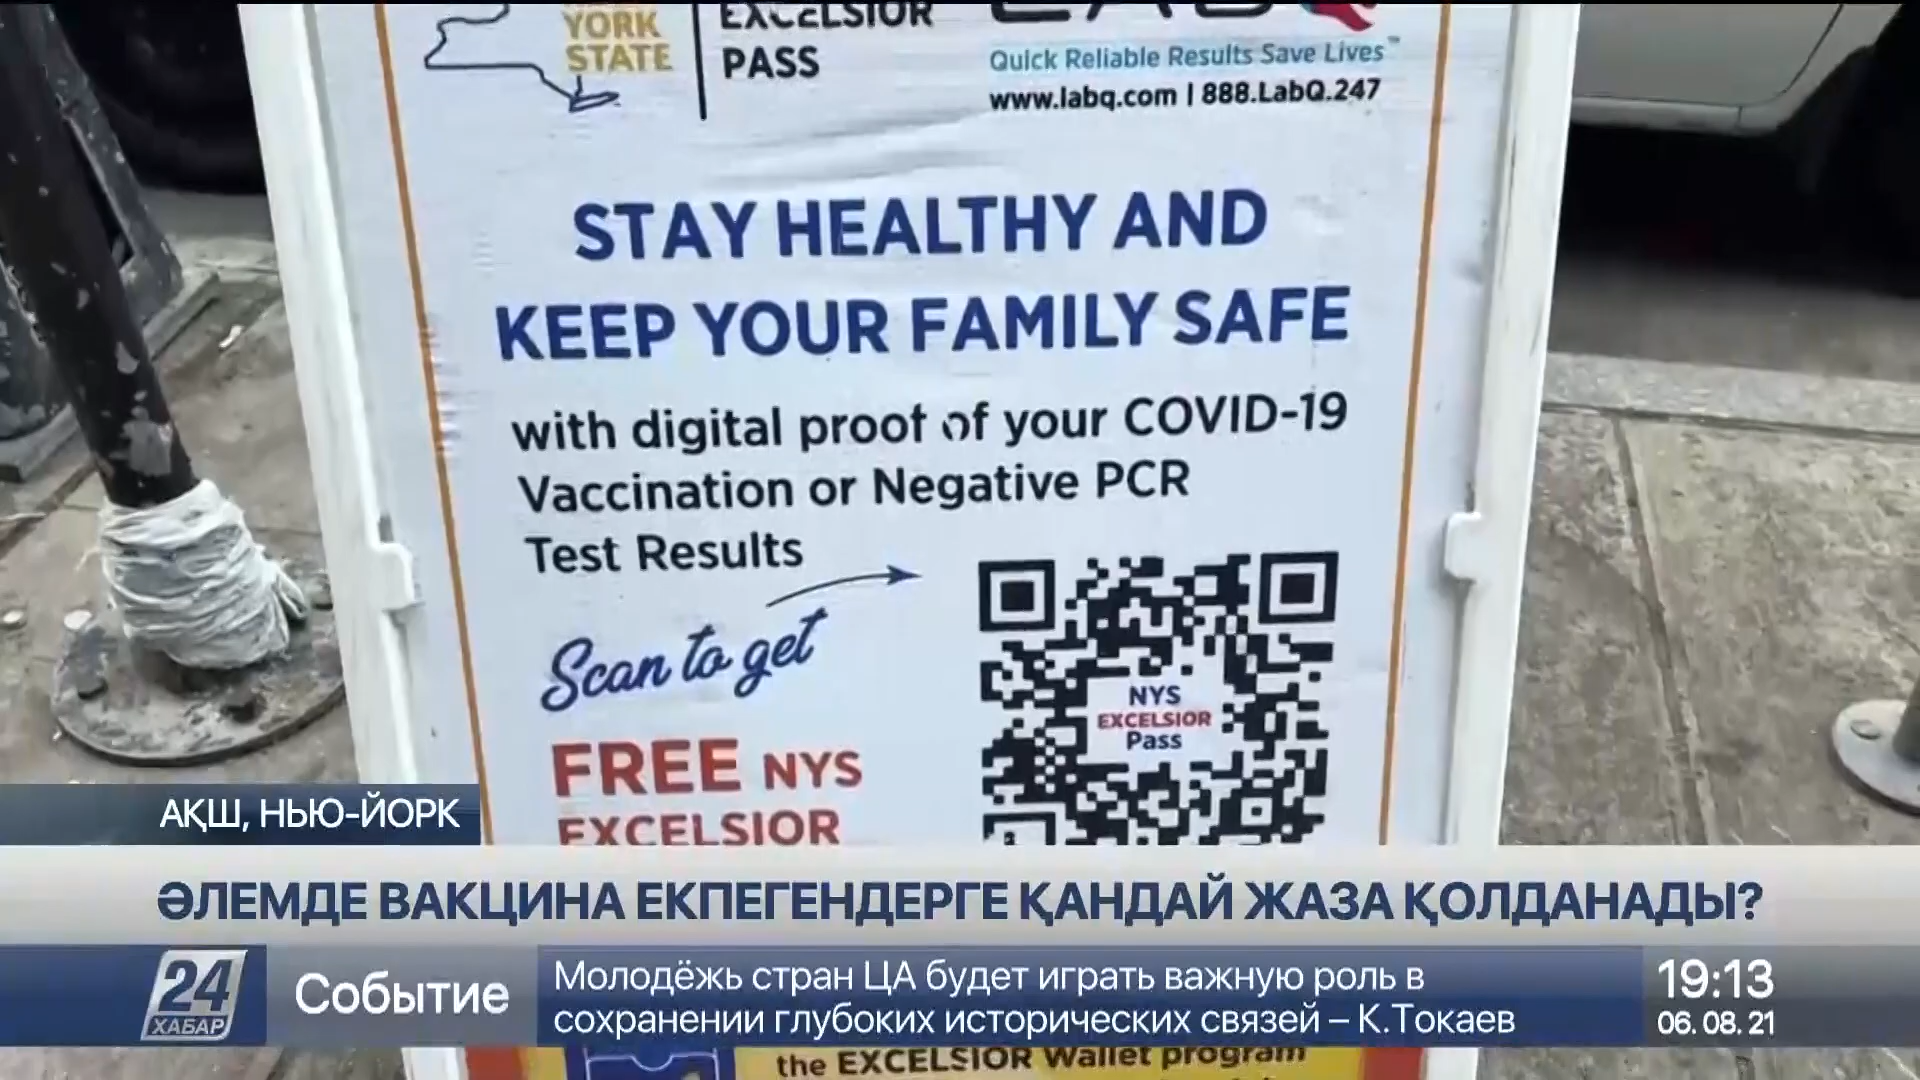 YORK
STATE
EXCELSIOR
PASS
Quick Reliable Results Save Lives™
www.labq.com | 888.LabQ.247
STAY HEALTHY AND
KEEP YOUR FAMILY SAFE
with digital proof of your COVID-19
Vaccination or Negative PCR
Test Results
Scan to get
NYS
EXCELSIOR
Pass
FREE NYS
EXCELSIOR
АҚШ, НЬЮ-ЙОРК
ӘЛЕМДЕ ВАКЦИНА ЕКПЕГЕНДЕРГЕ ҚАНДАЙ ЖАЗА ҚОЛДАНАДЫ?
24
ХАБАР
Событие
Молодёжь стран ЦА будет играть важную роль в
сохранении глубоких исторических связей – К.Токаев
19:13
06. 08. 21
the EXCELSIOR Wallet program